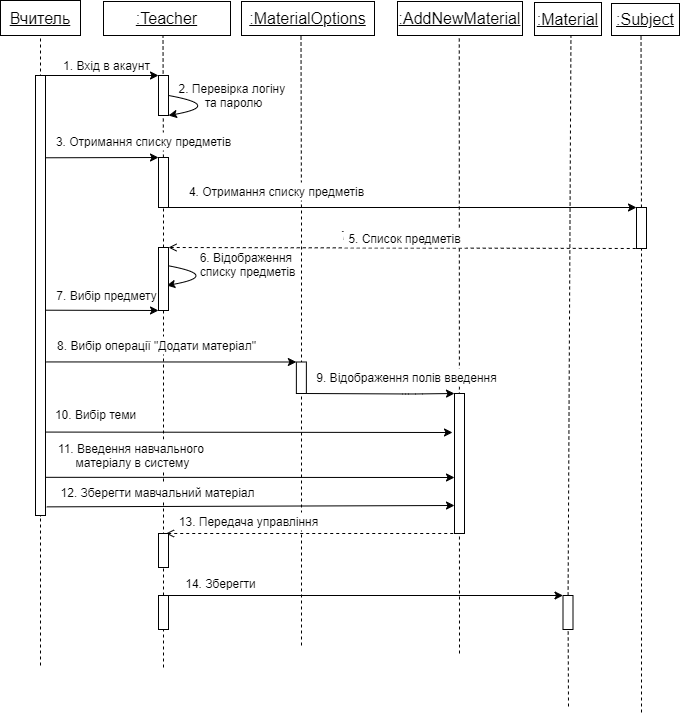 Вчитель
:Teacher
:MaterialOptions
:AddNewMaterial
:Material
:Subject
1. Вхід в акаунт
2. Перевірка логіну
та паролю
3. Отримання списку предметів
4. Отримання списку предметів
5. Список предметів
6. Відображення
списку предметів
7. Вибір предмету
8. Вибір операції "Додати матеріал"
9. Відображення полів введення
10. Вибір теми
11. Введення навчального
матеріалу в систему
12. Зберегти мавчальний матеріал
13. Передача управління
14. Зберегти